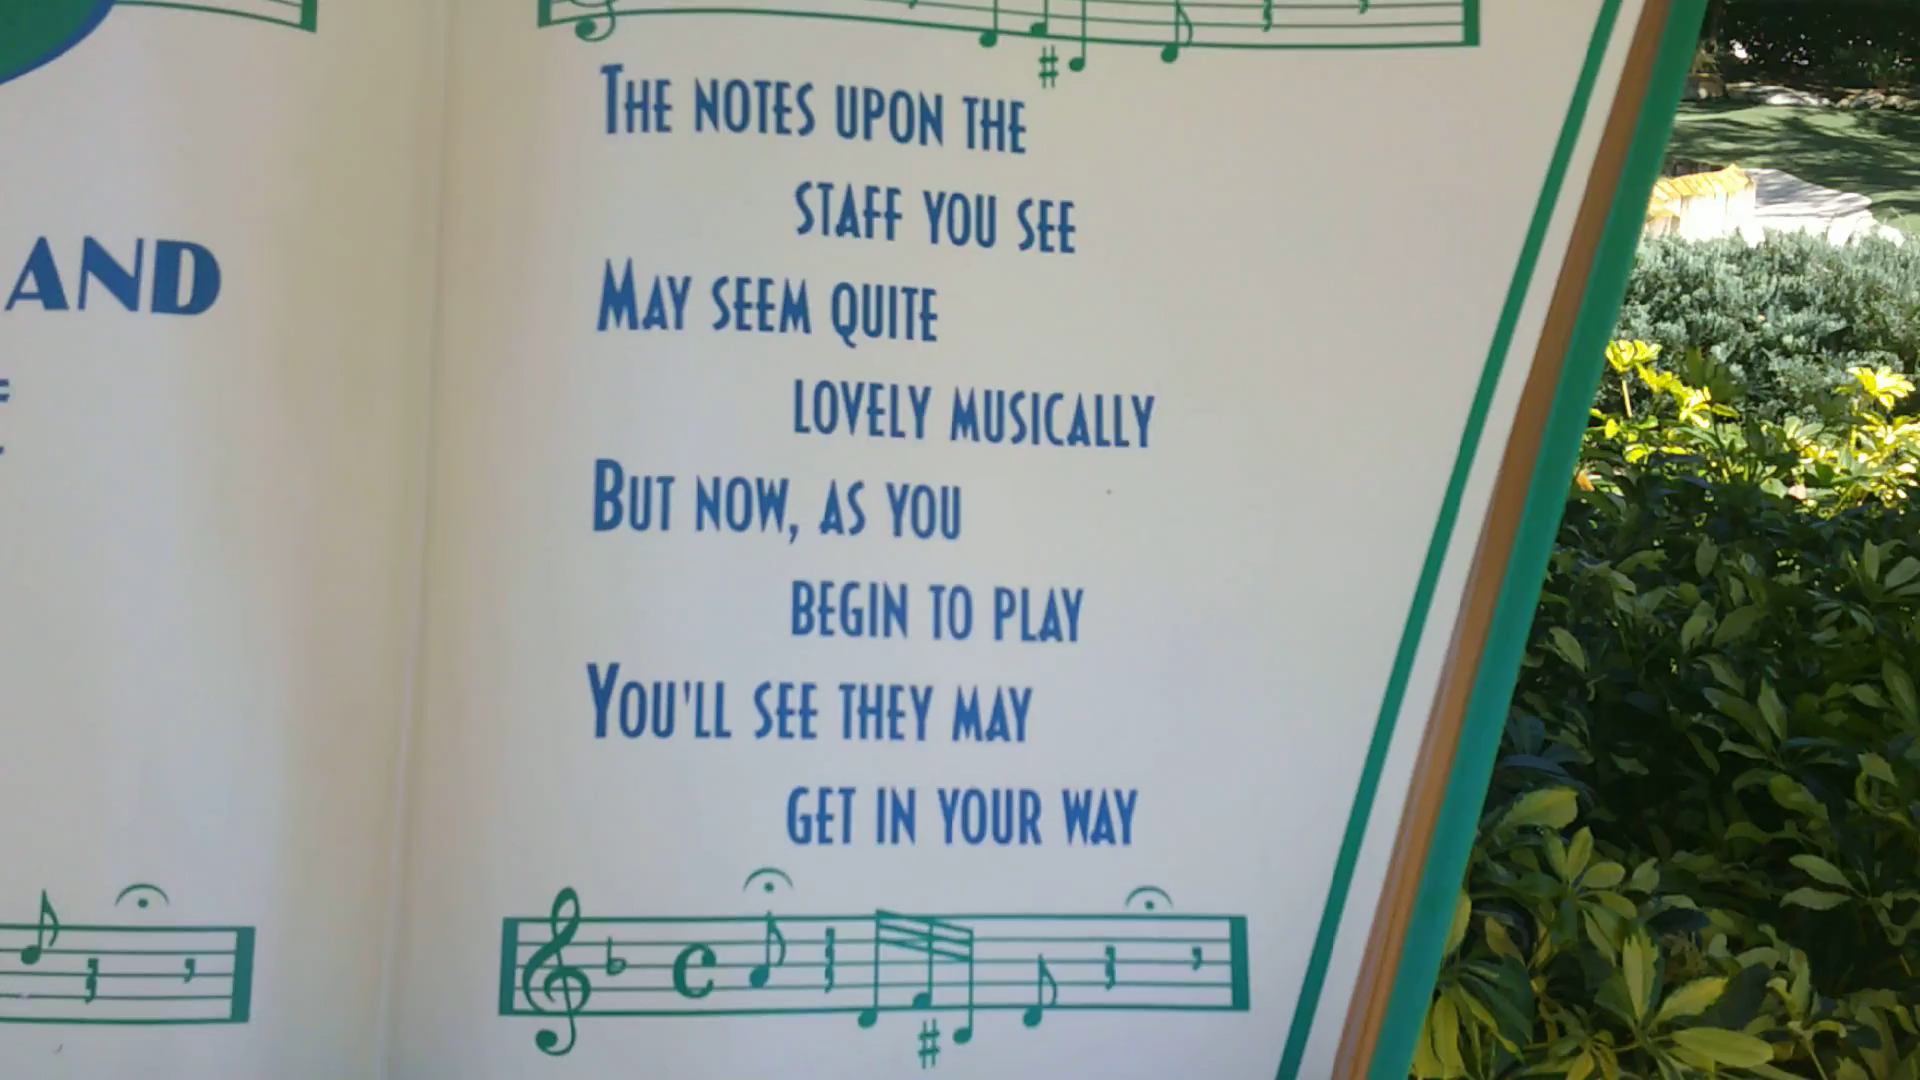 AND
THE NOTES UPON THE
STAFF YOU SEE
MAY SEEM QUITE
LOVELY MUSICALLY
BUT NOW, AS YOU
BEGIN TO PLAY
YOU'LL SEE THEY MAY
GET IN YOUR WAY